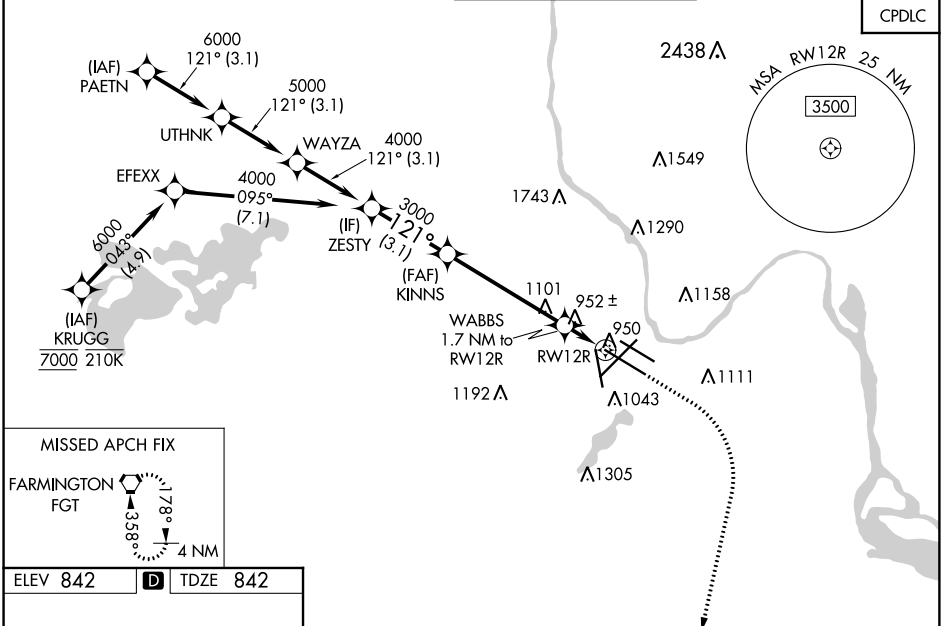 CPDLC
6000
121° (3.1)
(IAF)
PAETN
5000
121° (3.1)
UTHNK
WAYZA
4000
121° (3.1)
EFEXX
4000
095°
(7.1)
3000
121°
(3.1)
(IF)
ZESTY
6000
043°
(4.9)
(IAF)
KRUGG
7000 210K
(FAF)
KINNS
WABBS
1.7 NM to
RW12R
RW12R
2438
1549
1743
1290
1158
1101
952 ±
950
1111
1192
1043
1305
MSA RW12R 25 NM
3500
MISSED APCH FIX
FARMINGTON
FGT
178°
358°
4 NM
ELEV 842 D TDZE 842